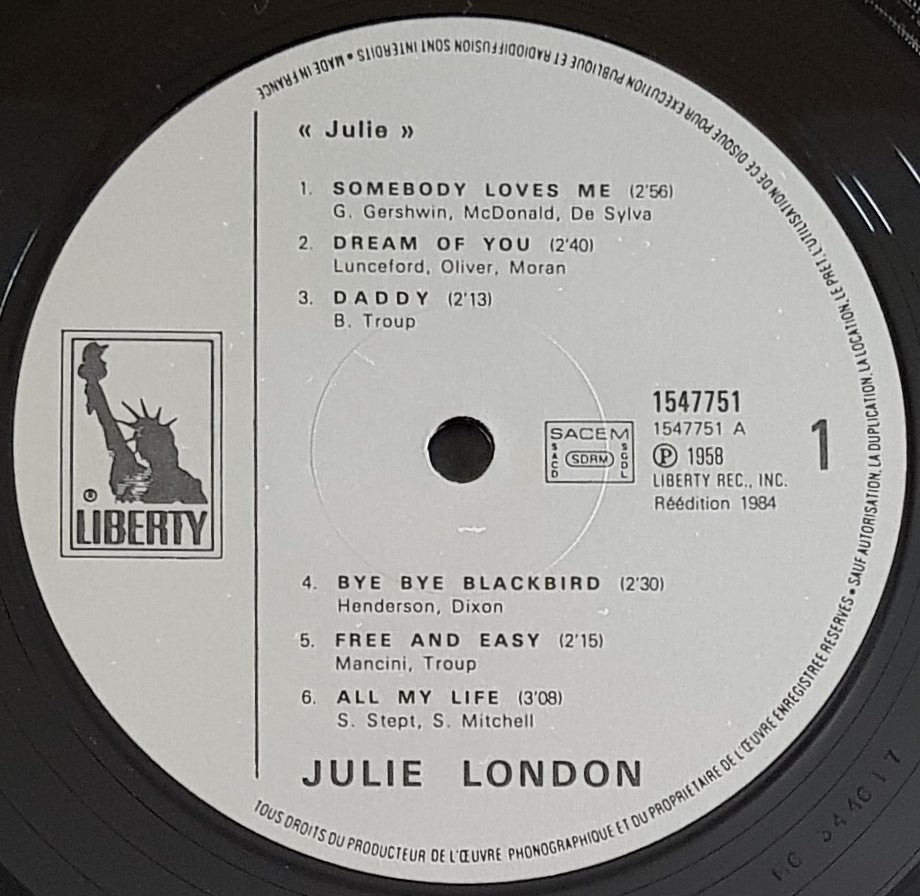 « Julie »
1. SOMEBODY LOVES ME (2'56)
G. Gershwin, McDonald, De Sylva
2. DREAM OF YOU (2'40)
Lunceford, Oliver, Moran
3. DADDY (2'13)
B. Troup
LIBERTY
SACEM
SACD
SDRM
SGDL
1547751
1547751 A
℗ 1958
LIBERTY REC., INC.
Réédition 1984
1
4. BYE BYE BLACKBIRD (2'30)
Henderson, Dixon
5. FREE AND EASY (2'15)
Mancini, Troup
6. ALL MY LIFE (3'08)
S. Stept, S. Mitchell
JULIE LONDON
TOUS DROITS DU PRODUCTEUR DE L'ŒUVRE PHONOGRAPHIQUE ET DU PROPRIETAIRE DE L'ŒUVRE ENREGISTREE RESERVES • SAUF AUTORISATION, LA DUPLICATION, LA LOCATION, LE PRET, L'UTILISATION DE CE DISQUE POUR EXECUTION PUBLIQUE ET RADIODIFFUSION SONT INTERDITS • MADE IN FRANCE